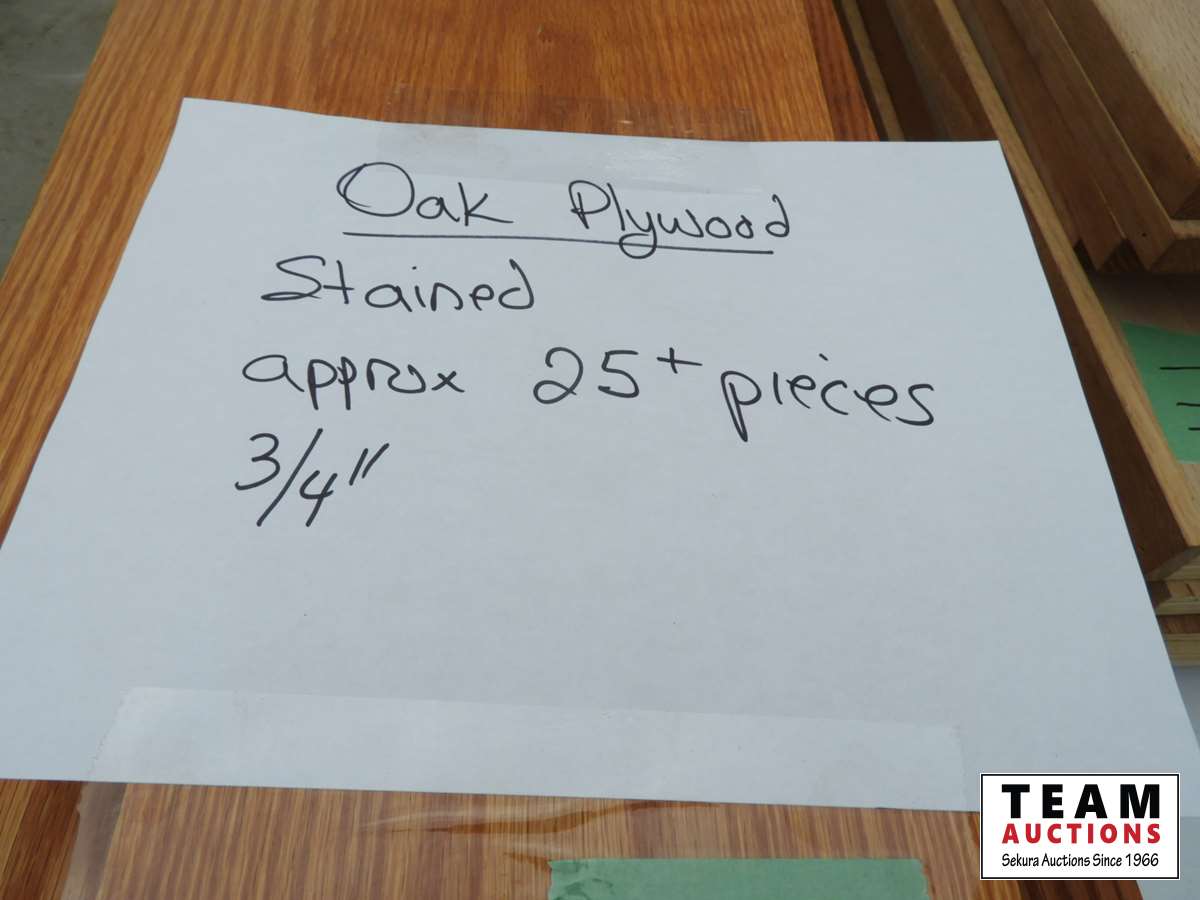 Oak Plywood
Stained
approx 25+ pieces
3/4"
TEAM
AUCTIONS
Sekura Auctions Since 1966